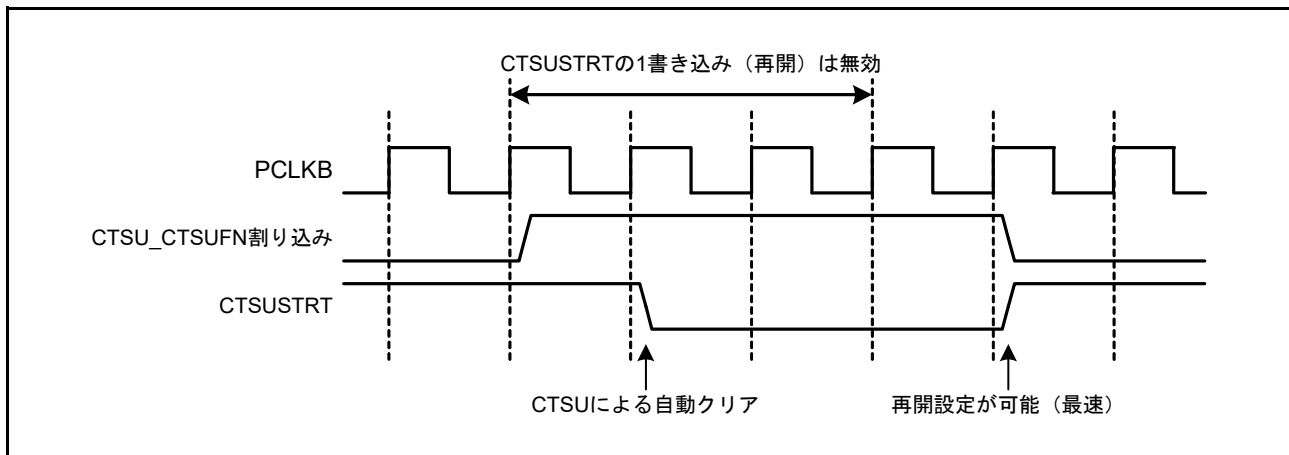 CTSUSTRTの1書き込み（再開）は無効
PCLKB
CTSU_CTSUFN割り込み
CTSUSTRT
CTSUによる自動クリア
再開設定が可能（最速）